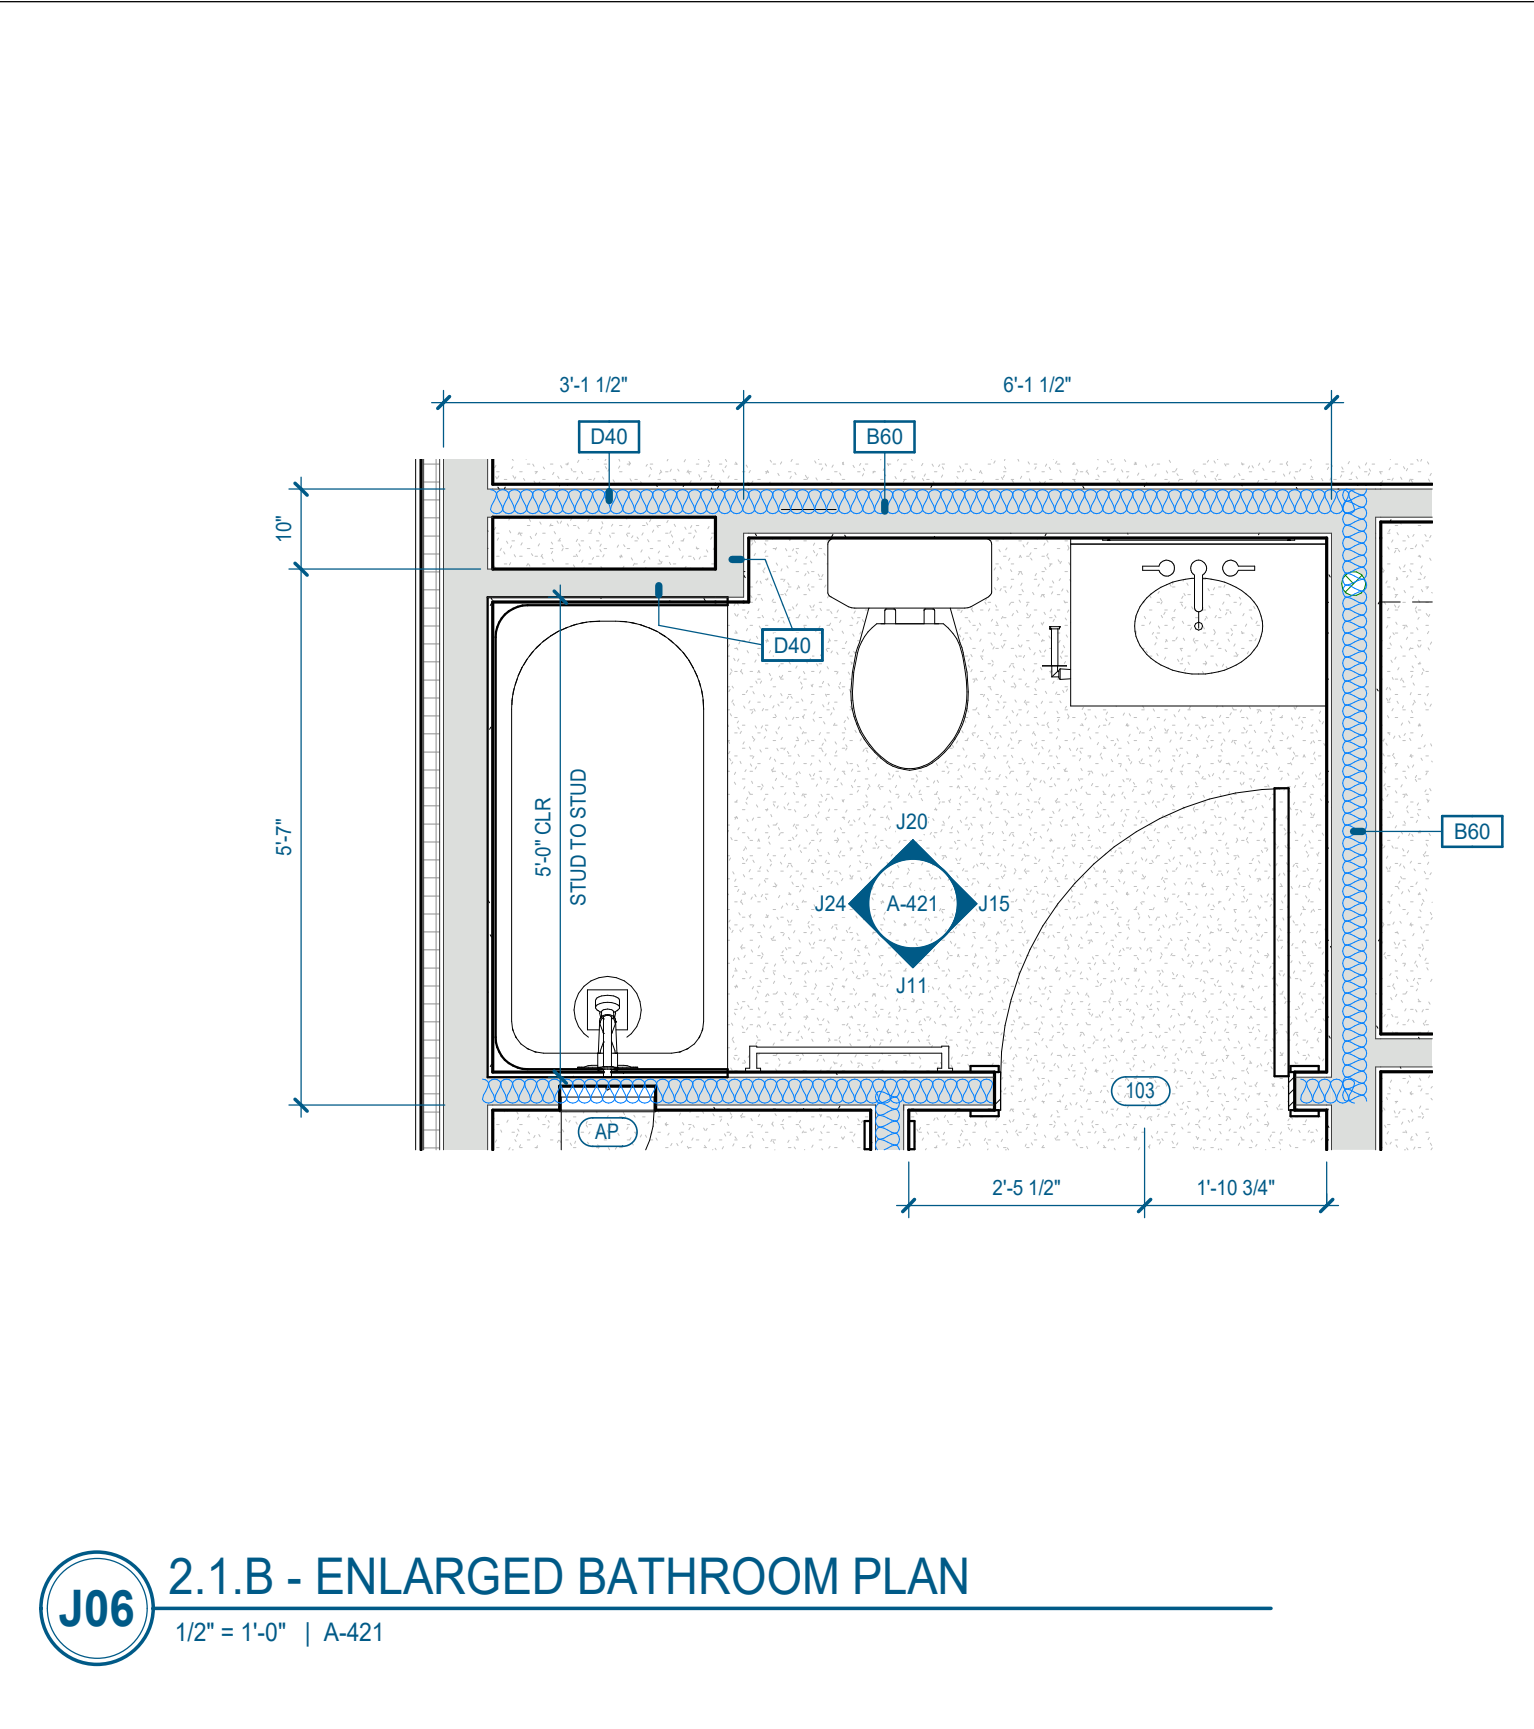 3'-1 1/2"
6'-1 1/2"
D40
B60
10"
D40
5'-7"
5'-0" CLR
STUD TO STUD
J20
B60
J24
A-421
J15
J11
103
AP
2'-5 1/2"
1'-10 3/4"
2.1.B - ENLARGED BATHROOM PLAN
J06
1/2" = 1'-0" | A-421